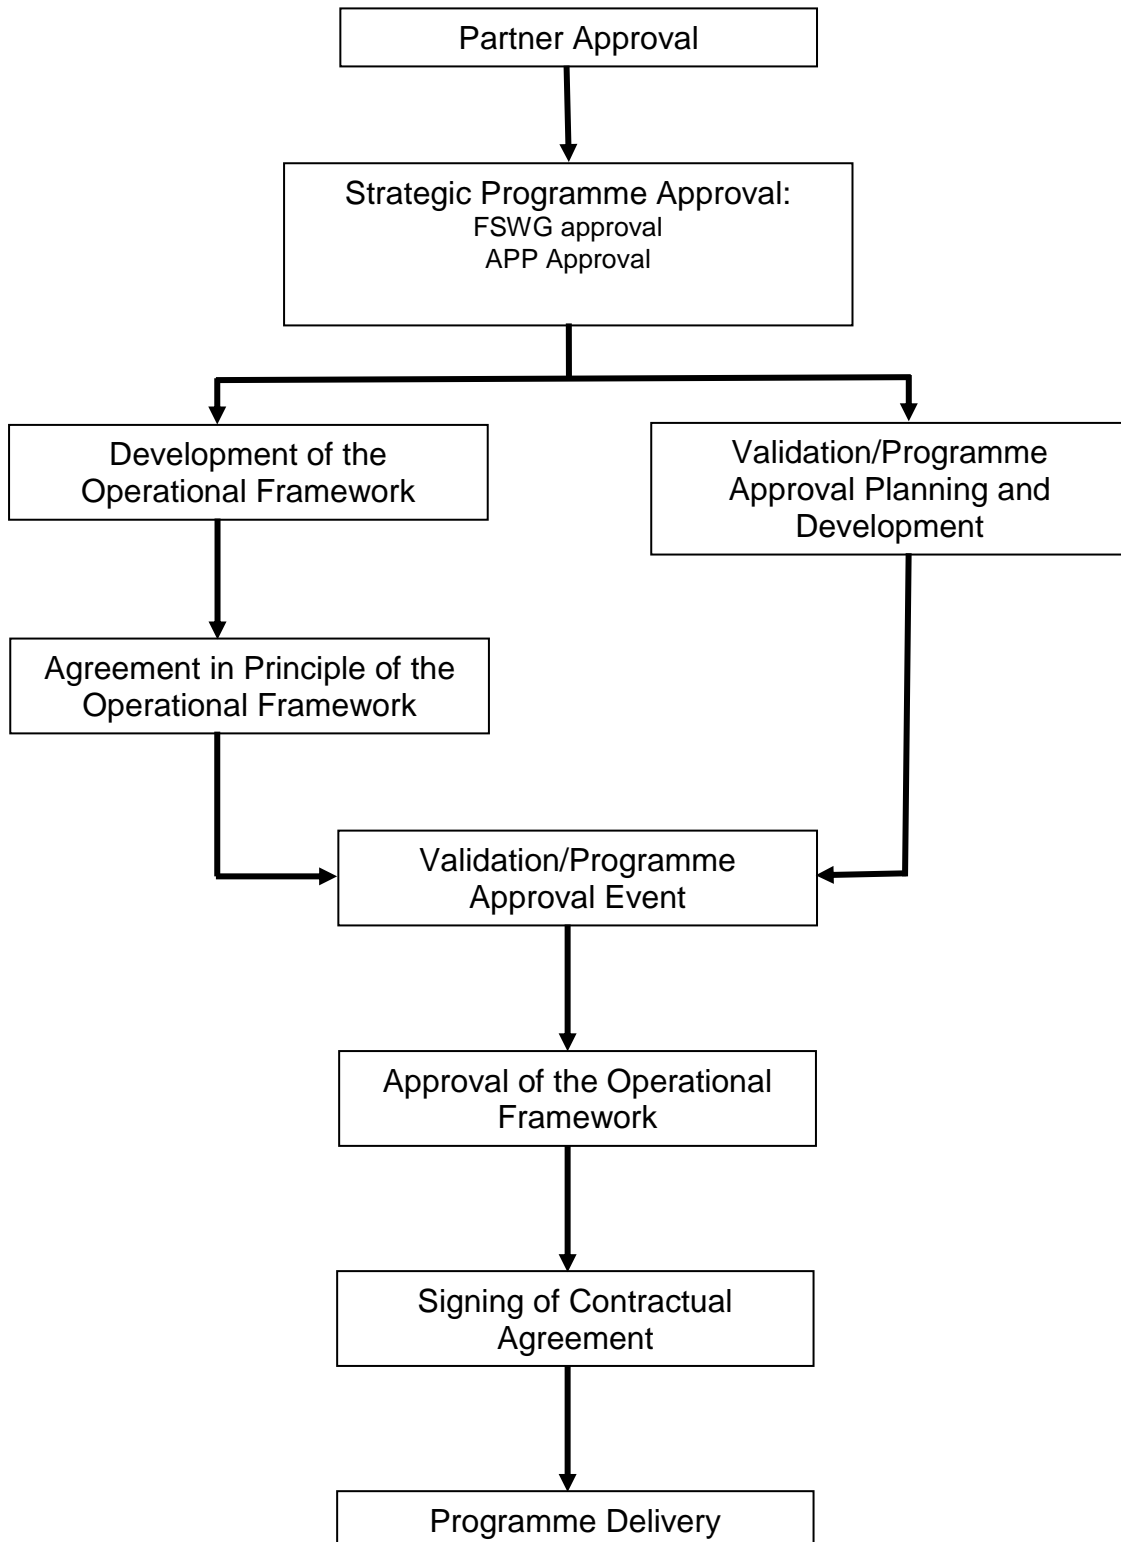 Partner Approval
Strategic Programme Approval:
FSWG approval
APP Approval
Development of the
Operational Framework
Validation/Programme
Approval Planning and
Development
Agreement in Principle of the
Operational Framework
Validation/Programme
Approval Event
Approval of the Operational
Framework
Signing of Contractual
Agreement
Programme Delivery